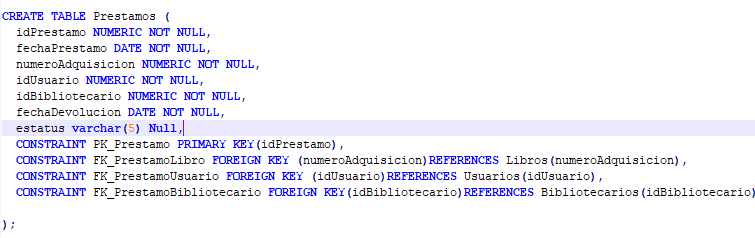 CREATE TABLE Prestamos (
idPrestamo NUMERIC NOT NULL,
fechaPrestamo DATE NOT NULL,
numeroAdquisicion NUMERIC NOT NULL,
idUsuario NUMERIC NOT NULL,
idBibliotecario NUMERIC NOT NULL,
fechaDevolucion DATE NOT NULL,
estatus varchar(5) Null,
CONSTRAINT PK_Prestamo PRIMARY KEY(idPrestamo),
CONSTRAINT FK_PrestamoLibro FOREIGN KEY (numeroAdquisicion)REFERENCES Libros(numeroAdquisicion),
CONSTRAINT FK_PrestamoUsuario FOREIGN KEY (idUsuario)REFERENCES Usuarios(idUsuario),
CONSTRAINT FK_PrestamoBibliotecario FOREIGN KEY(idBibliotecario)REFERENCES Bibliotecarios(idBibliotecario)
);